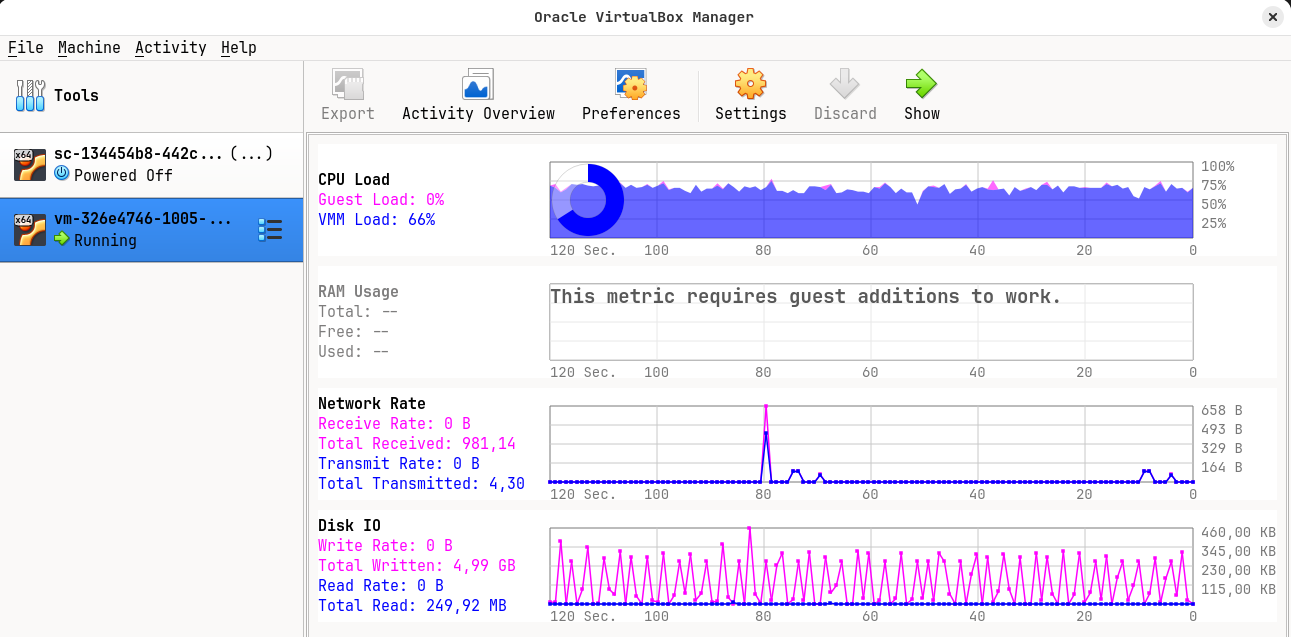 Oracle VirtualBox Manager
File Machine Activity Help
Tools
Export Activity Overview Preferences Settings Discard Show
x64
sc-134454b8-442c... (...)
Powered Off
x64
vm-326e4746-1005-...
Running
CPU Load
Guest Load: 0%
VMM Load: 66%
100%
75%
50%
25%
120 Sec. 100 80 60 40 20 0
RAM Usage
Total: --
Free: --
Used: --
This metric requires guest additions to work.
120 Sec. 100 80 60 40 20 0
Network Rate
Receive Rate: 0 B
Total Received: 981,14
Transmit Rate: 0 B
Total Transmitted: 4,30
658 B
493 B
329 B
164 B
120 Sec. 100 80 60 40 20 0
Disk IO
Write Rate: 0 B
Total Written: 4,99 GB
Read Rate: 0 B
Total Read: 249,92 MB
460,00 KB
345,00 KB
230,00 KB
115,00 KB
120 Sec. 100 80 60 40 20 0